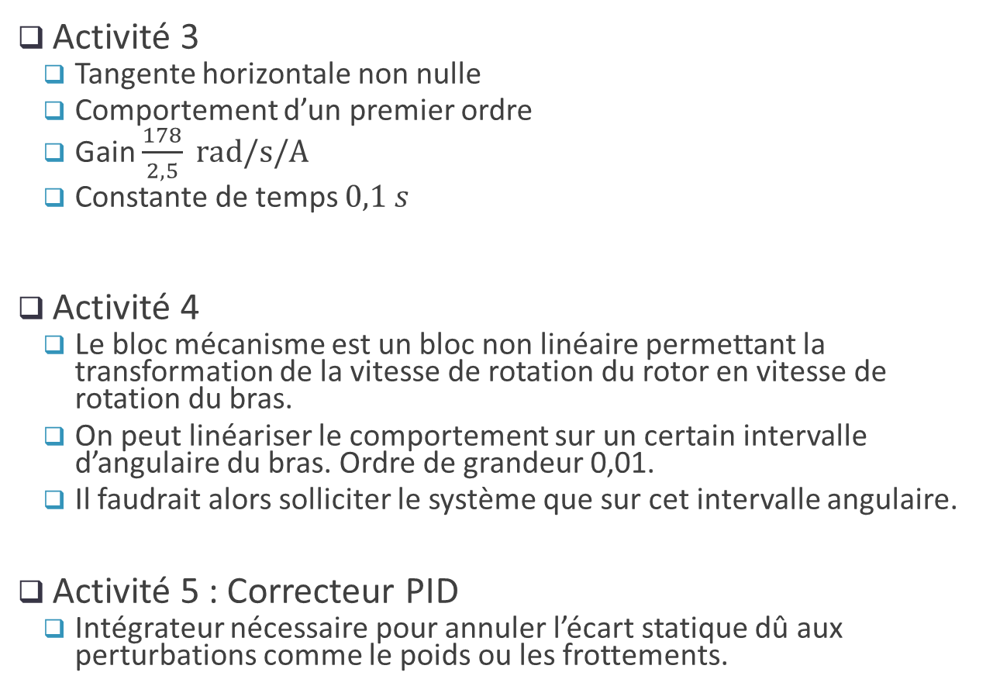 Activité 3
Tangente horizontale non nulle
Comportement d’un premier ordre
Gain 178/2,5 rad/s/A
Constante de temps 0,1 s
Activité 4
Le bloc mécanisme est un bloc non linéaire permettant la
transformation de la vitesse de rotation du rotor en vitesse de
rotation du bras.
On peut linéariser le comportement sur un certain intervalle
d’angulaire du bras. Ordre de grandeur 0,01.
Il faudrait alors solliciter le système que sur cet intervalle angulaire.
Activité 5 : Correcteur PID
Intégrateur nécessaire pour annuler l’écart statique dû aux
perturbations comme le poids ou les frottements.